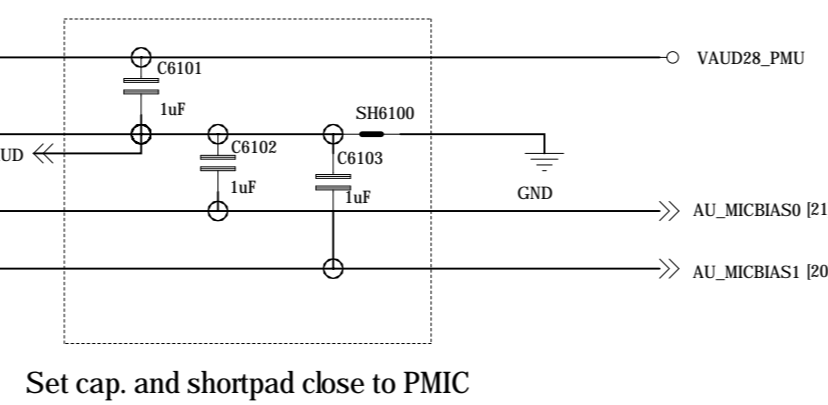 C6101
VAUD28_PMU
1uF
SH6100
UD
C6102
C6103
1uF
1uF
GND
AU_MICBIAS0 [21
AU_MICBIAS1 [20
Set cap. and shortpad close to PMIC